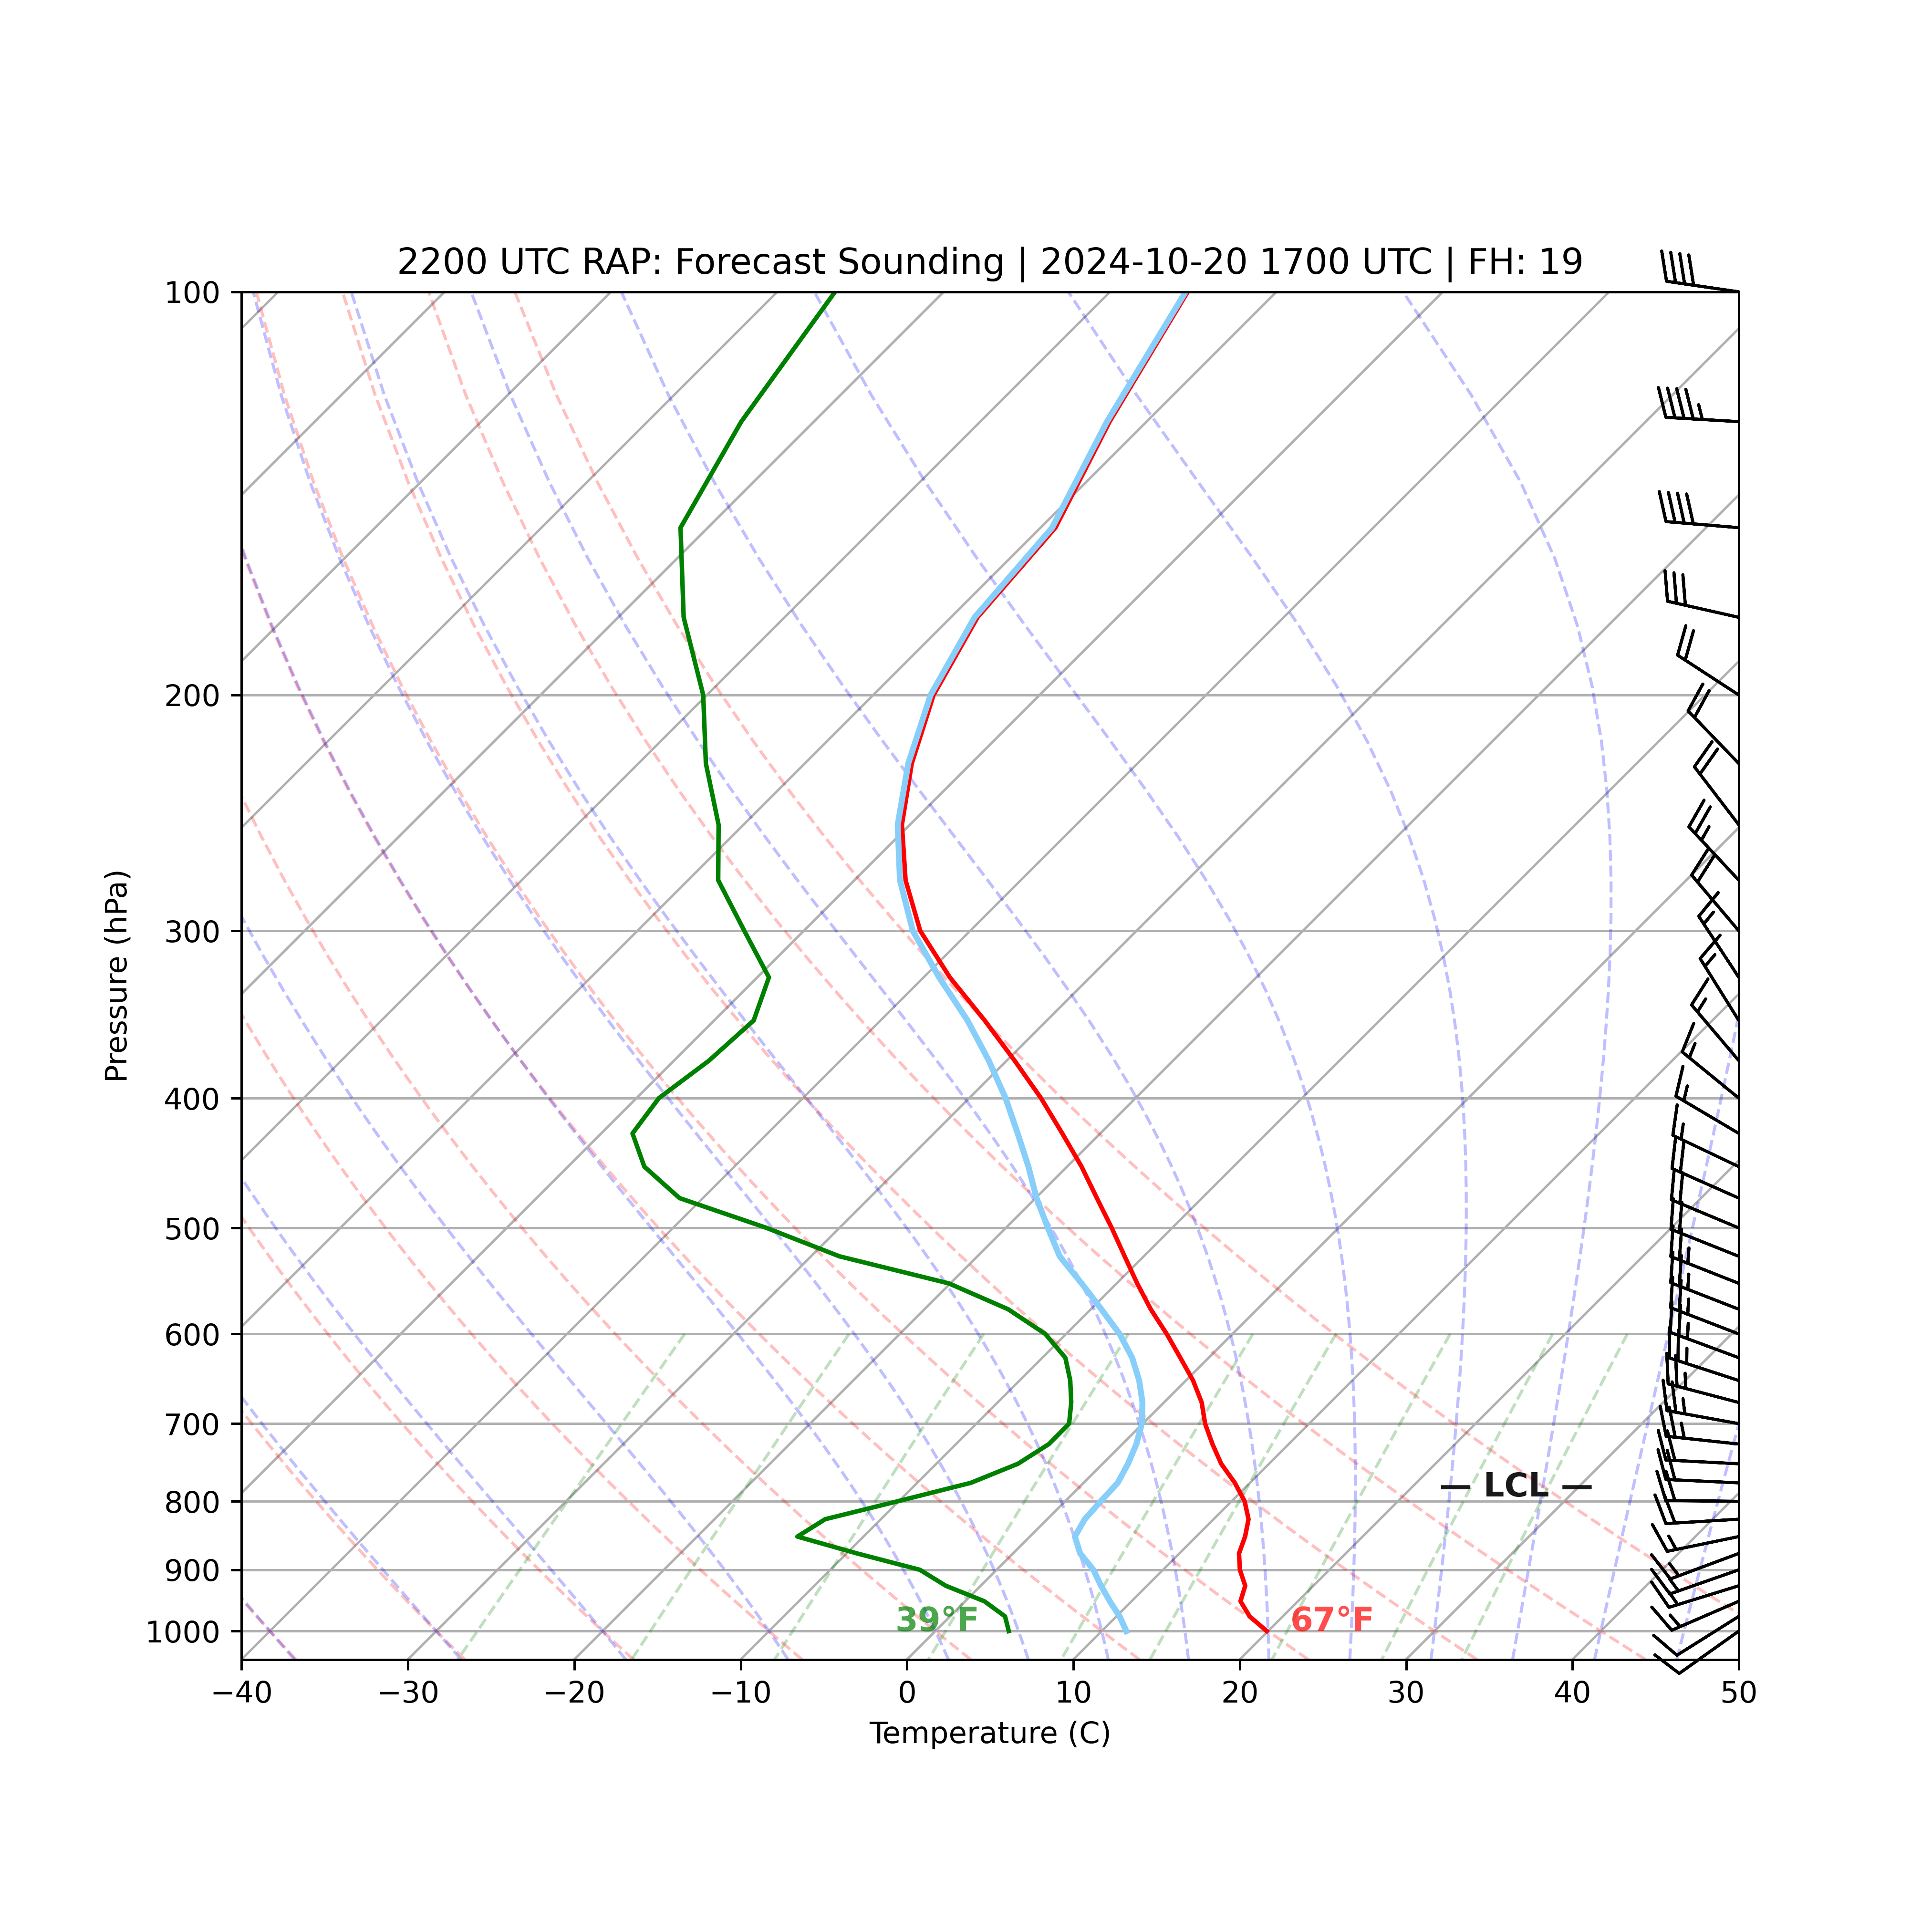 2200 UTC RAP: Forecast Sounding | 2024-10-20 1700 UTC | FH: 19
100
200
300
400
500
600
700
800
900
1000
Pressure (hPa)
— LCL —
39°F
67°F
−40 −30 −20 −10 0 10 20 30 40 50
Temperature (C)